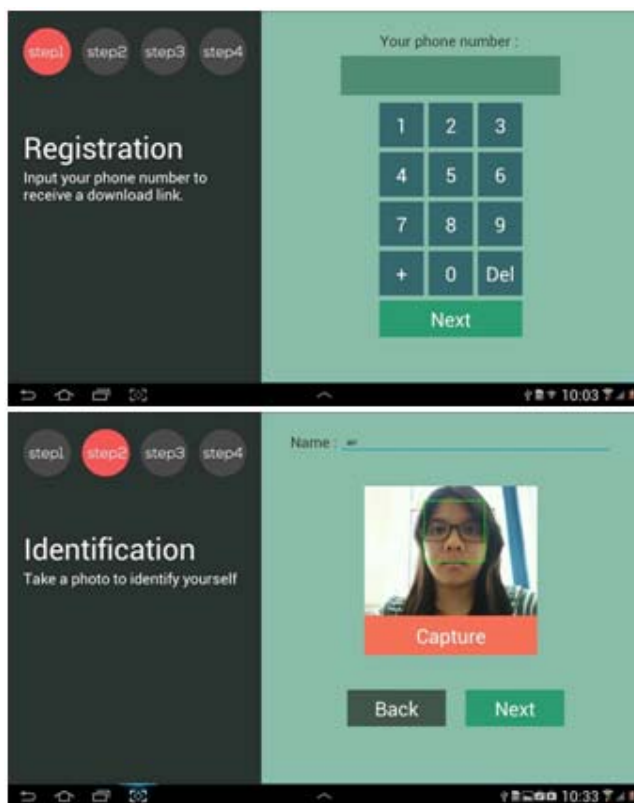 step1 step2 step3 step4
Registration
Input your phone number to
receive a download link.
Your phone number :
1 2 3
4 5 6
7 8 9
+ 0 Del
Next
10:03
step1 step2 step3 step4
Identification
Take a photo to identify yourself
Name :
Capture
Back Next
10:33